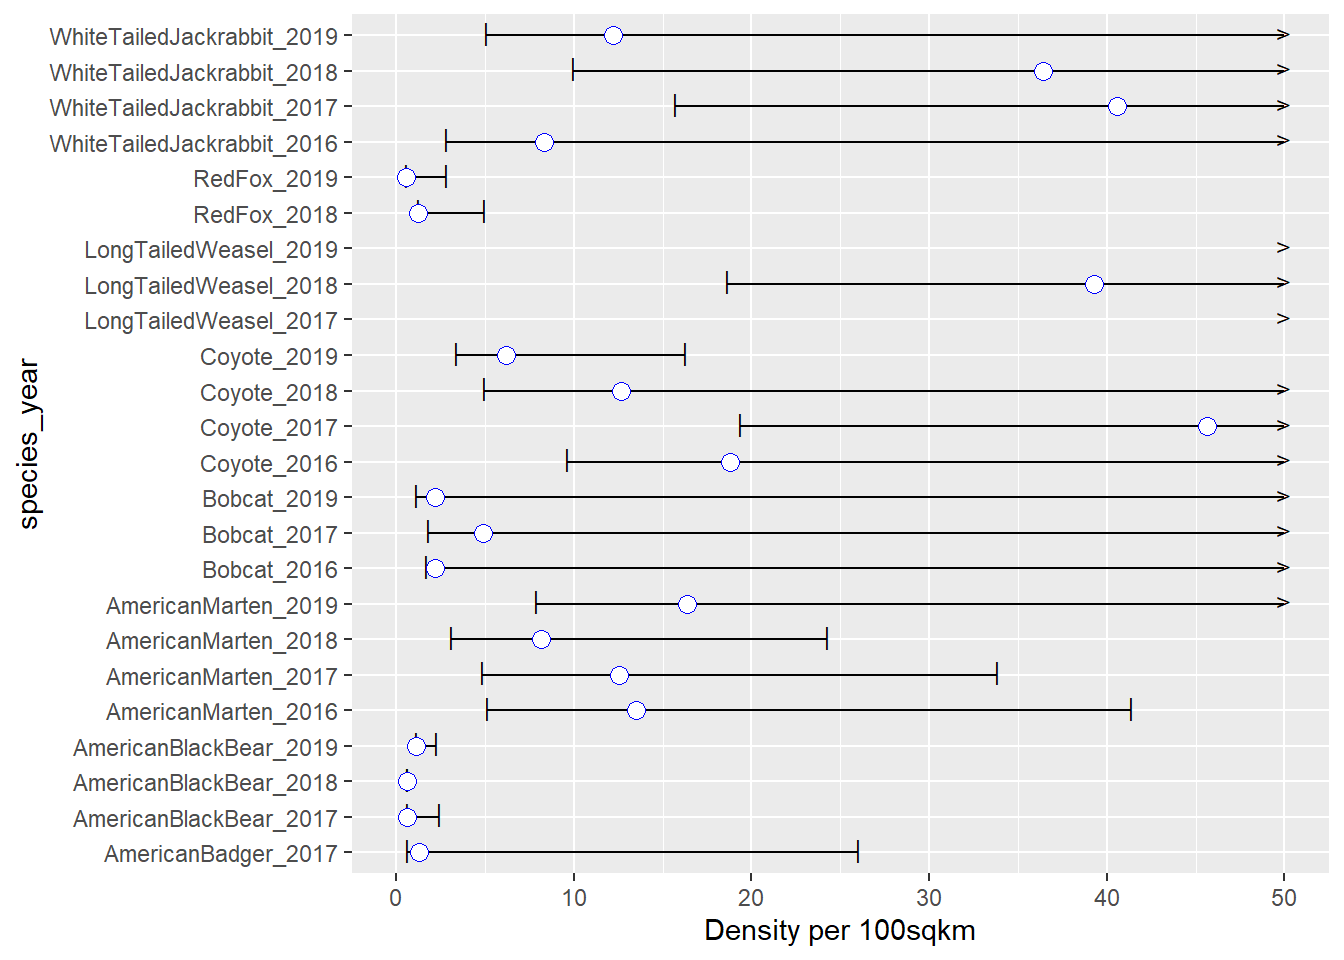 WhiteTailedJackrabbit_2019
WhiteTailedJackrabbit_2018
WhiteTailedJackrabbit_2017
WhiteTailedJackrabbit_2016
RedFox_2019
RedFox_2018
LongTailedWeasel_2019
LongTailedWeasel_2018
LongTailedWeasel_2017
Coyote_2019
Coyote_2018
Coyote_2017
Coyote_2016
Bobcat_2019
Bobcat_2017
Bobcat_2016
AmericanMarten_2019
AmericanMarten_2018
AmericanMarten_2017
AmericanMarten_2016
AmericanBlackBear_2019
AmericanBlackBear_2018
AmericanBlackBear_2017
AmericanBadger_2017
species_year
0 10 20 30 40 50
Density per 100sqkm